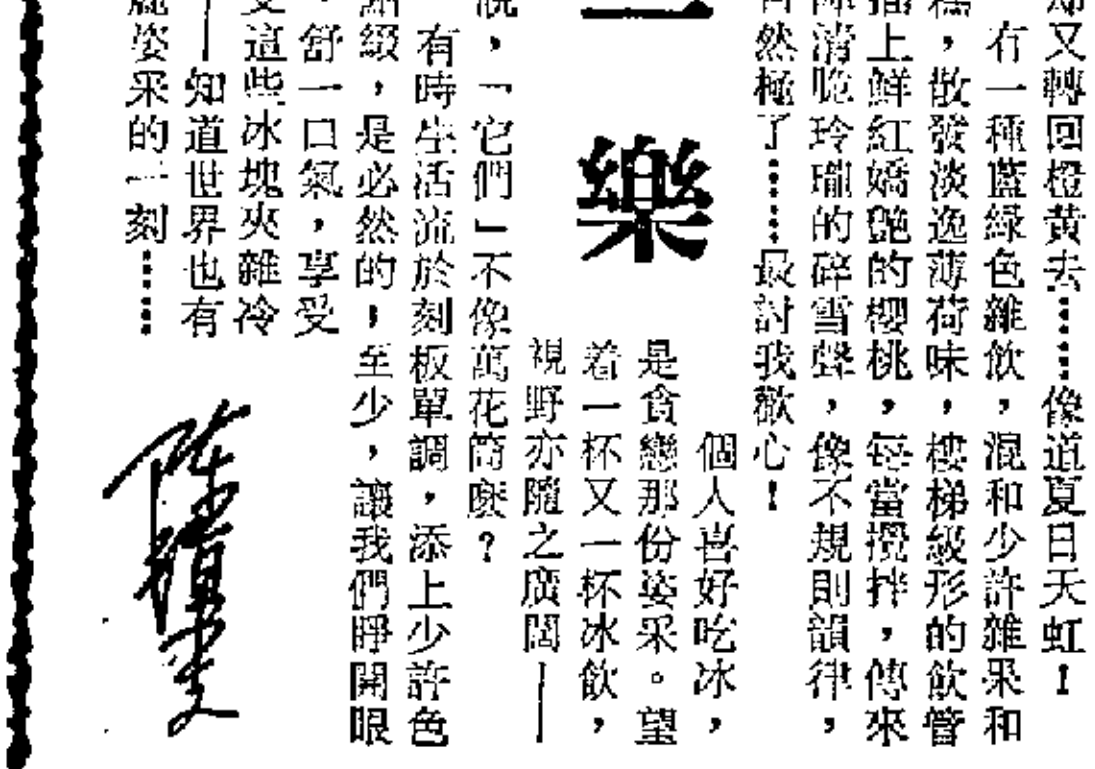 却又轉回橙黃去……像道夏日天虹！
有一種藍綠色雜飲，混和少許雜果和
糕，散發淡逸薄荷味，樓梯級形的飲管
插上鮮紅嬌艷的櫻桃，每當攪拌，傳來
清脆玲瓏的碎雪聲，像不規則韻律，
然極了……最討我歡心！
一樂
個人喜好吃冰，
是貪戀那份姿采。望
着一杯又一杯冰飲，
視野亦隨之廣闊——
說，「它們」不像萬花筒麼？
有時生活流於刻板單調，添上少許色
點綴，是必然的，至少，讓我們睜開眼
，舒一口氣，享受
這些冰塊夾雜冷
——知道世界也有
麗姿采的一刻……